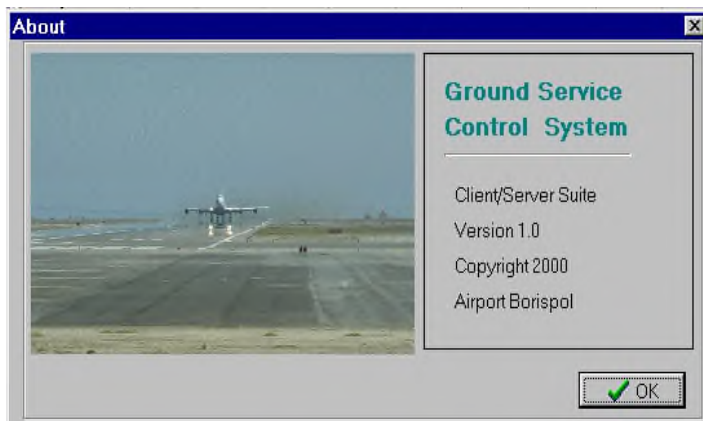 About
Ground Service
Control System
Client/Server Suite
Version 1.0
Copyright 2000
Airport Borispol
OK